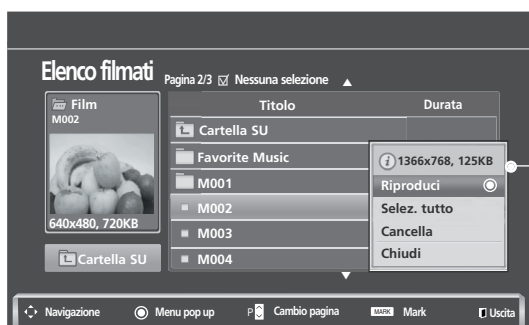 Elenco filmati
Pagina 2/3 Nessuna selezione
Film
M002
640x480, 720KB
Cartella SU
Titolo Durata
Cartella SU
Favorite Music
M001
M002
M003
M004
1366x768, 125KB
Riproduci
Selez. tutto
Cancella
Chiudi
Navigazione Menu pop up P Cambio pagina MARK Mark Uscita